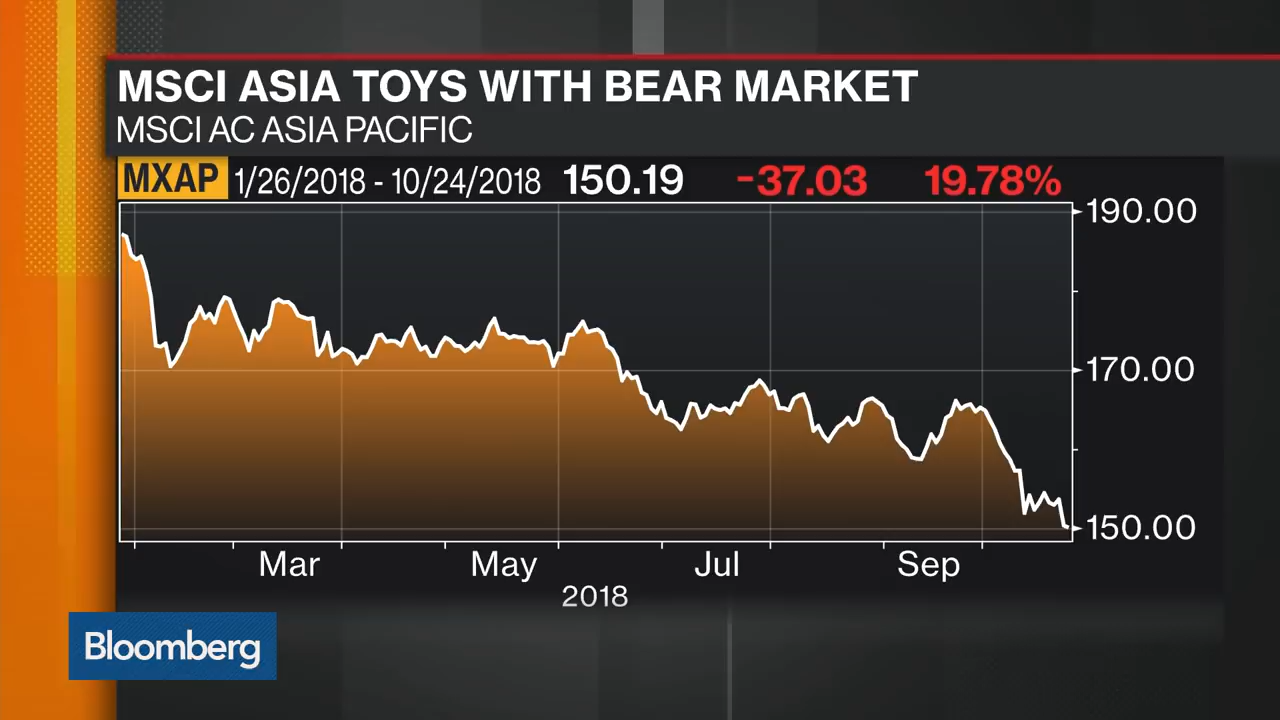 MSCI ASIA TOYS WITH BEAR MARKET
MSCI AC ASIA PACIFIC
MXAP 1/26/2018 - 10/24/2018 150.19 -37.03 19.78%
190.00
170.00
150.00
Mar May Jul Sep
2018
Bloomberg